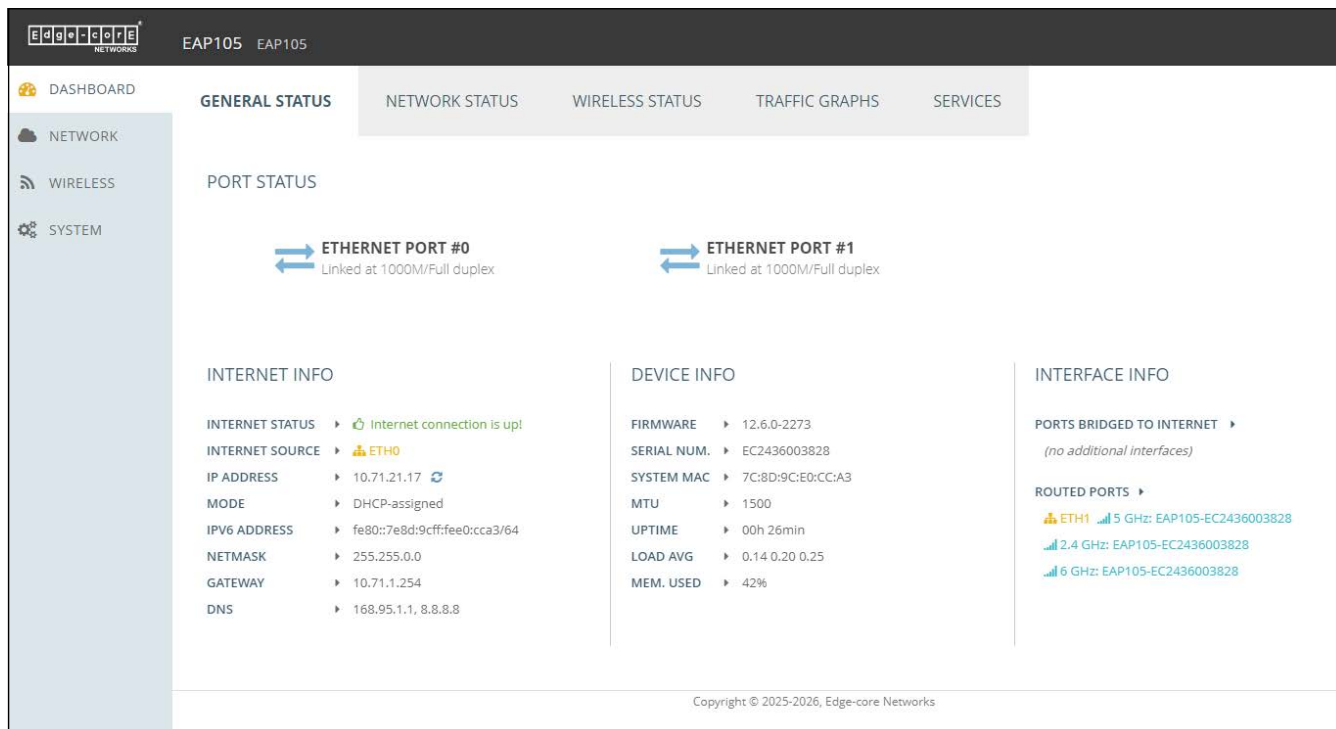 Edge-corE
NETWORKS
EAP105 EAP105
DASHBOARD
NETWORK
WIRELESS
SYSTEM
GENERAL STATUS NETWORK STATUS WIRELESS STATUS TRAFFIC GRAPHS SERVICES
PORT STATUS
ETHERNET PORT #0
Linked at 1000M/Full duplex
ETHERNET PORT #1
Linked at 1000M/Full duplex
INTERNET INFO
INTERNET STATUS Internet connection is up!
INTERNET SOURCE ETH0
IP ADDRESS 10.71.21.17
MODE DHCP-assigned
IPV6 ADDRESS fe80::7e8d:9cff:fee0:cca3/64
NETMASK 255.255.0.0
GATEWAY 10.71.1.254
DNS 168.95.1.1, 8.8.8.8
DEVICE INFO
FIRMWARE 12.6.0-2273
SERIAL NUM. EC2436003828
SYSTEM MAC 7C:8D:9C:E0:CC:A3
MTU 1500
UPTIME 00h 26min
LOAD AVG 0.14 0.20 0.25
MEM. USED 42%
INTERFACE INFO
PORTS BRIDGED TO INTERNET
(no additional interfaces)
ROUTED PORTS
ETH1 5 GHz: EAP105-EC2436003828
2.4 GHz: EAP105-EC2436003828
6 GHz: EAP105-EC2436003828
Copyright © 2025-2026, Edge-core Networks